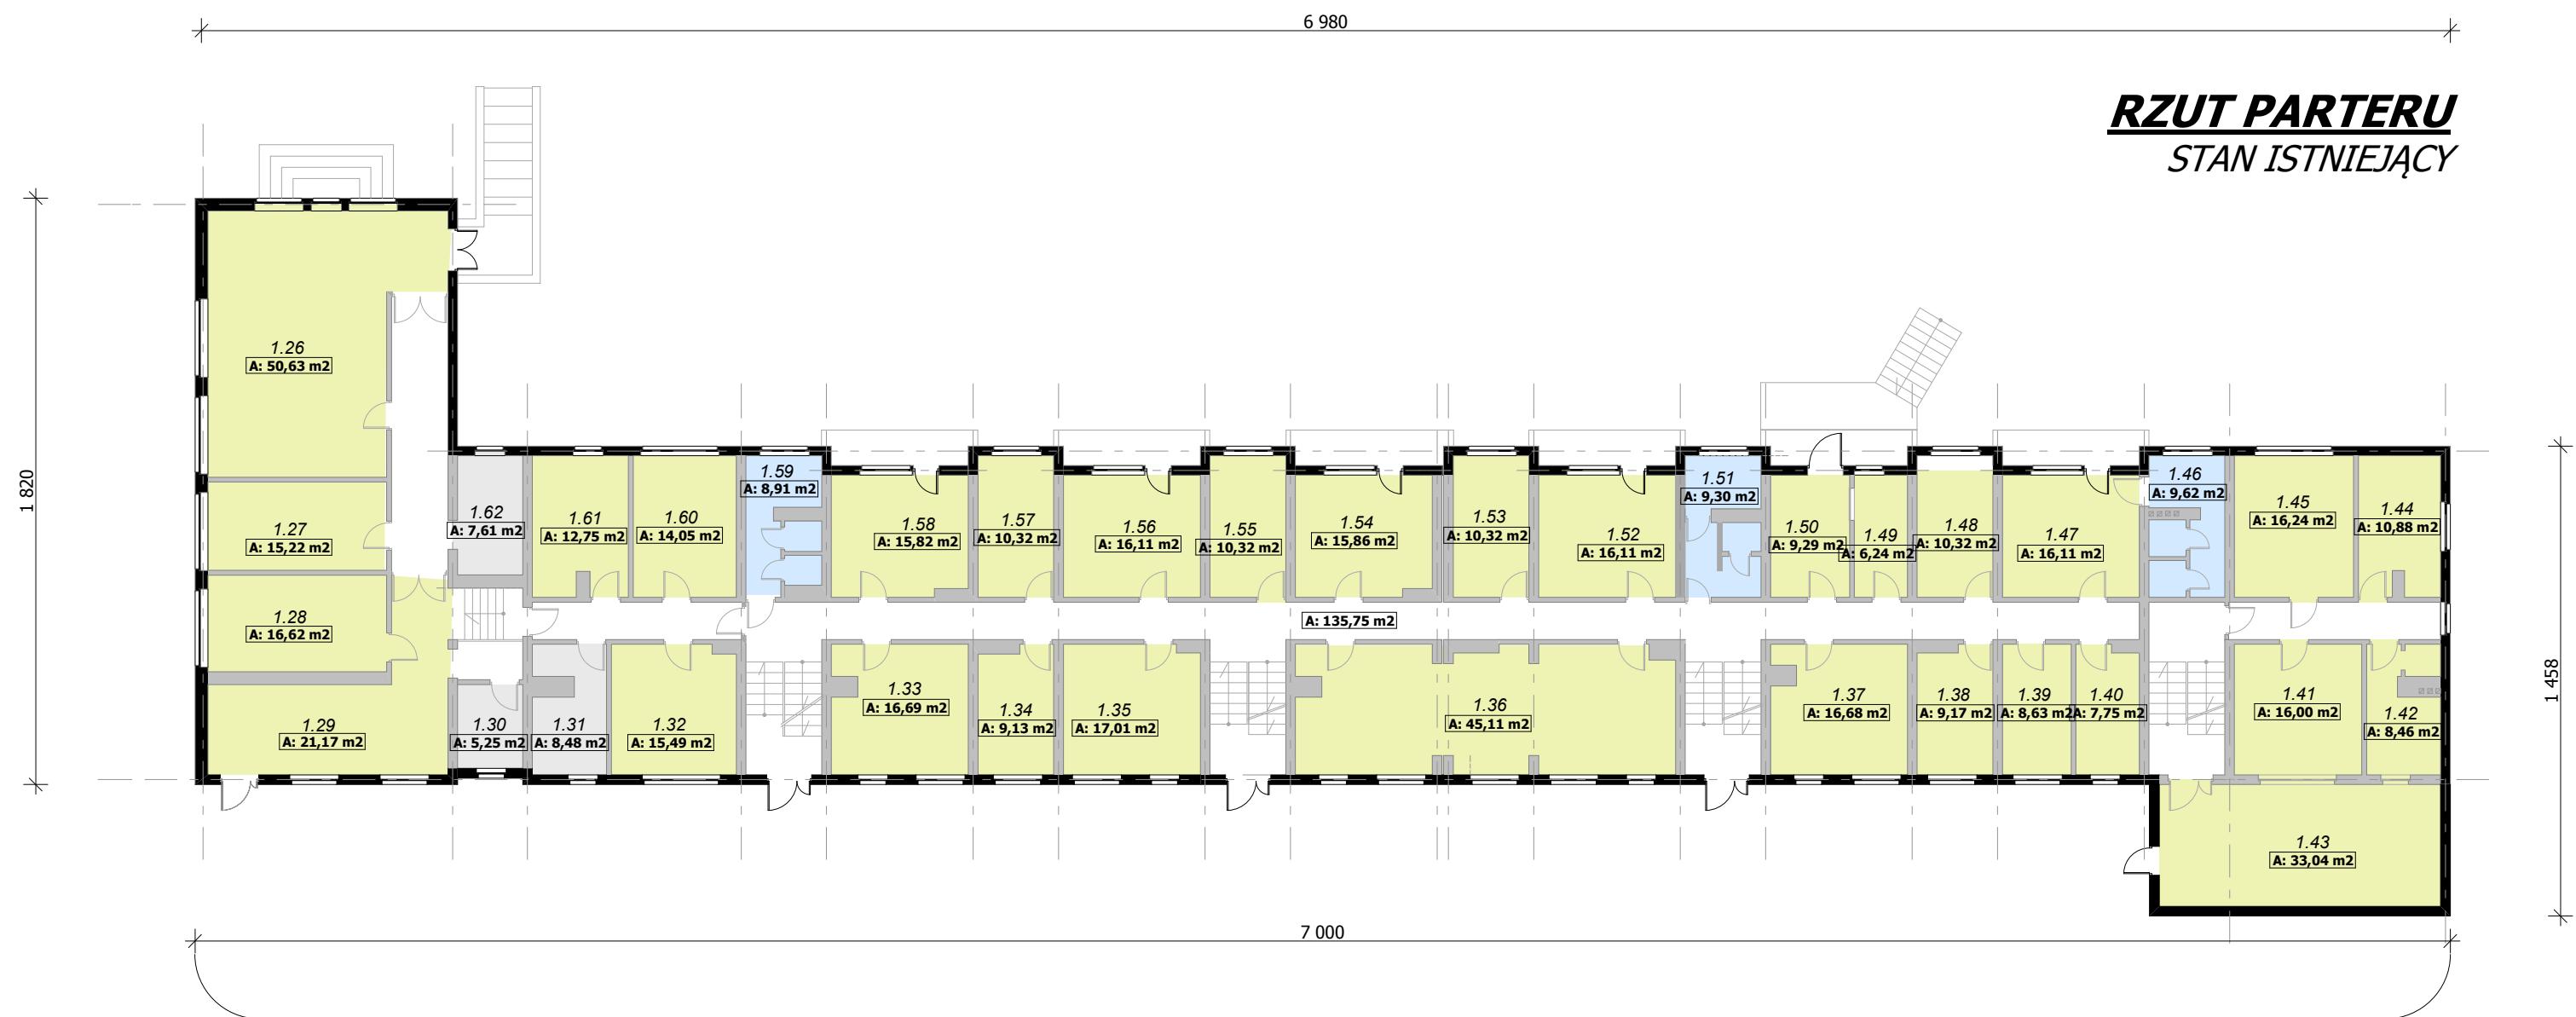 6 980
RZUT PARTERU
STAN ISTNIEJĄCY
1 820
1.26
A: 50,63 m2
1.27
A: 15,22 m2
1.28
A: 16,62 m2
1.29
A: 21,17 m2
1.62
A: 7,61 m2
1.61
A: 12,75 m2
1.60
A: 14,05 m2
1.59
A: 8,91 m2
1.58
A: 15,82 m2
1.57
A: 10,32 m2
1.56
A: 16,11 m2
1.55
A: 10,32 m2
1.54
A: 15,86 m2
1.53
A: 10,32 m2
1.52
A: 16,11 m2
1.51
A: 9,30 m2
1.50
A: 9,29 m2
1.49
A: 6,24 m2
1.48
A: 10,32 m2
1.47
A: 16,11 m2
1.46
A: 9,62 m2
1.45
A: 16,24 m2
1.44
A: 10,88 m2
A: 135,75 m2
1.30
A: 5,25 m2
1.31
A: 8,48 m2
1.32
A: 15,49 m2
1.33
A: 16,69 m2
1.34
A: 9,13 m2
1.35
A: 17,01 m2
1.36
A: 45,11 m2
1.37
A: 16,68 m2
1.38
A: 9,17 m2
1.39
A: 8,63 m2
1.40
A: 7,75 m2
1.41
A: 16,00 m2
1.42
A: 8,46 m2
1.43
A: 33,04 m2
1 458
7 000